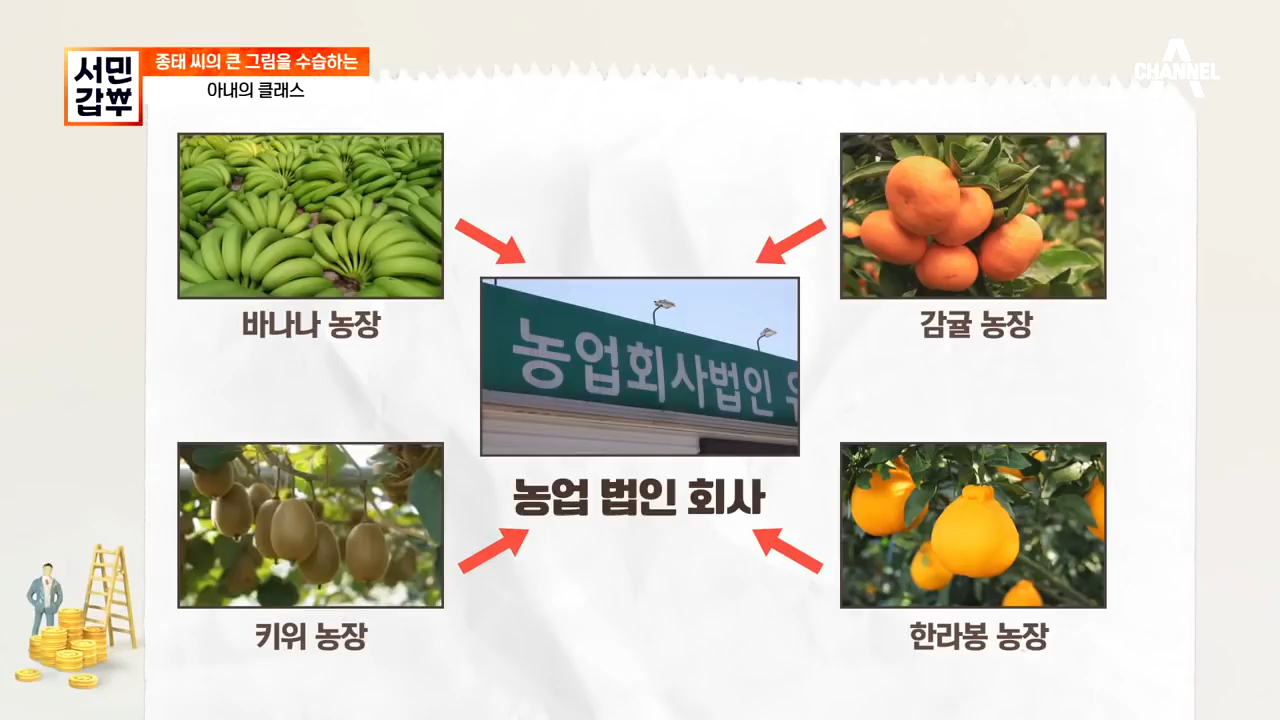 서민
갑부
종태 씨의 큰 그림을 수습하는
아내의 클래스
CHANNEL A
바나나 농장
감귤 농장
농업회사법인
농업 법인 회사
키위 농장
한라봉 농장